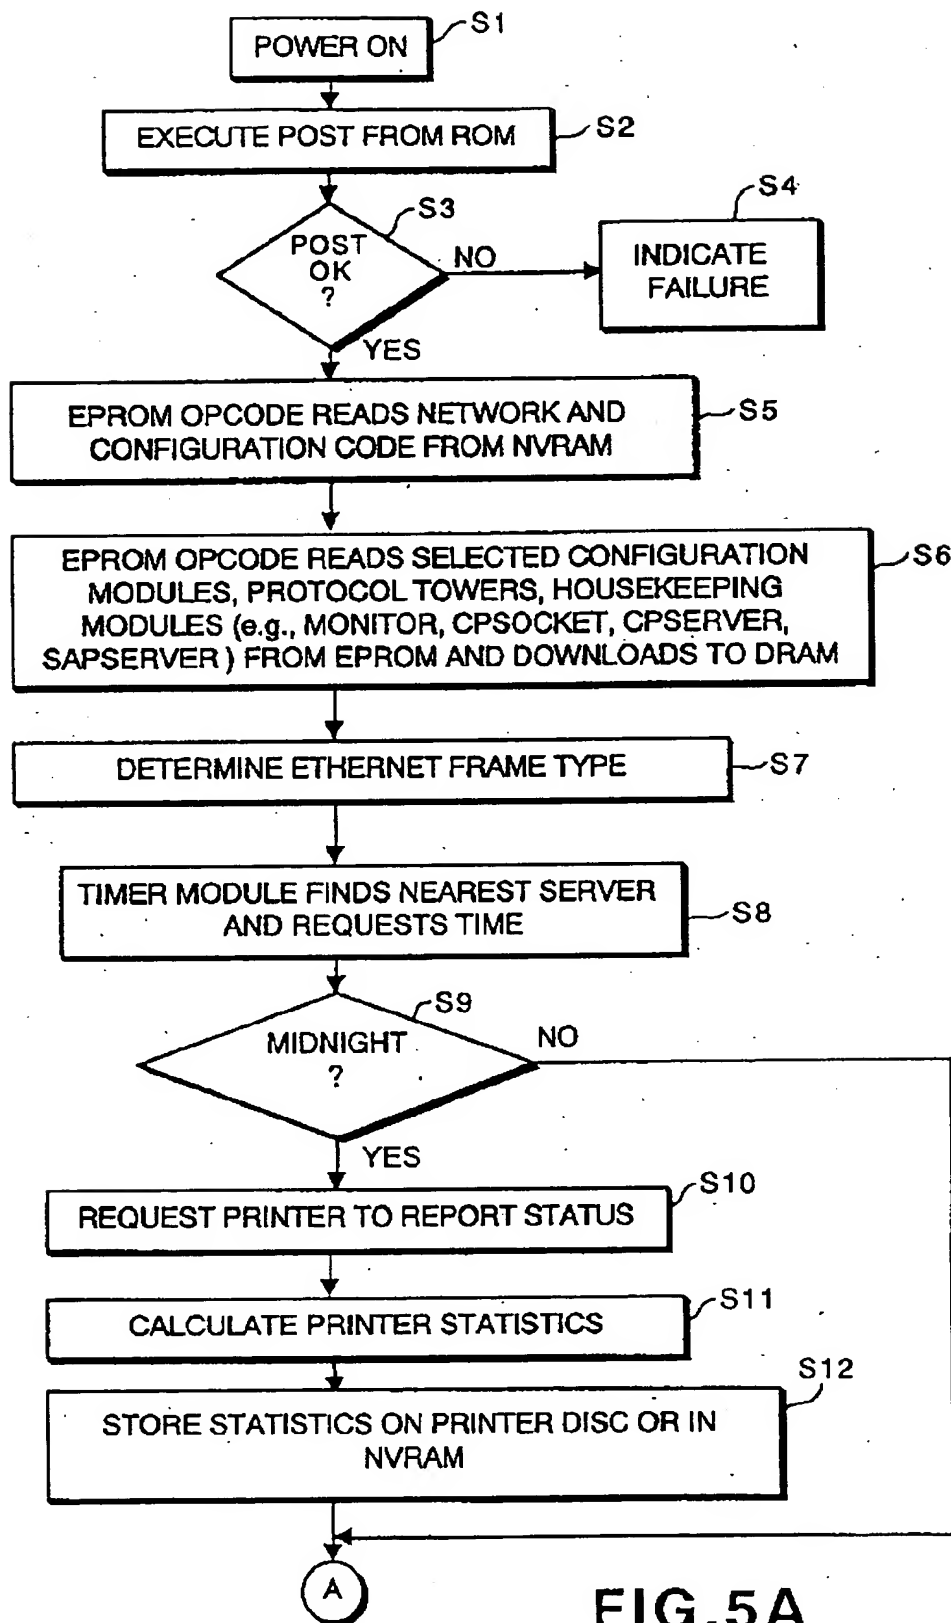 S1
POWER ON
S2
EXECUTE POST FROM ROM
S3
S4
POST
OK
?
NO
INDICATE
FAILURE
YES
S5
EPROM OPCODE READS NETWORK AND
CONFIGURATION CODE FROM NVRAM
S6
EPROM OPCODE READS SELECTED CONFIGURATION
MODULES, PROTOCOL TOWERS, HOUSEKEEPING
MODULES (e.g., MONITOR, CPSOCKET, CPSERVER,
SAPSERVER ) FROM EPROM AND DOWNLOADS TO DRAM
S7
DETERMINE ETHERNET FRAME TYPE
TIMER MODULE FINDS NEAREST SERVER
AND REQUESTS TIME
S8
S9
MIDNIGHT
?
NO
YES
S10
REQUEST PRINTER TO REPORT STATUS
S11
CALCULATE PRINTER STATISTICS
S12
STORE STATISTICS ON PRINTER DISC OR IN
NVRAM
A
FIG.5A